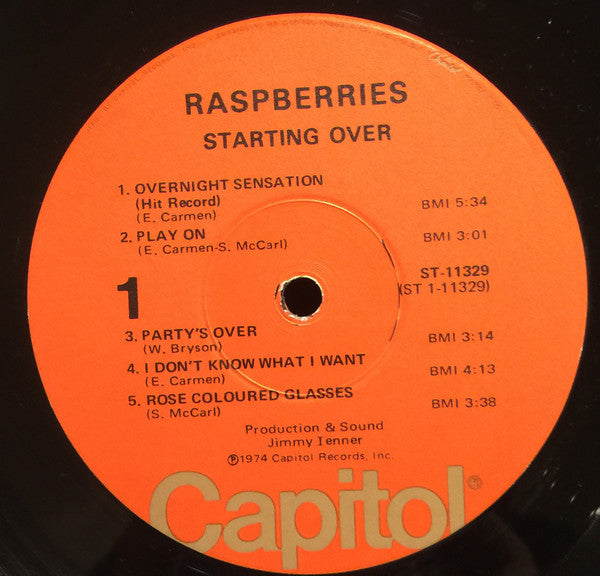 RASPBERRIES
STARTING OVER
1. OVERNIGHT SENSATION
(Hit Record)
(E. Carmen) BMI 5:34
2. PLAY ON
(E. Carmen-S. McCarl) BMI 3:01
ST-11329
1 (ST 1-11329)
3. PARTY'S OVER
(W. Bryson) BMI 3:14
4. I DON'T KNOW WHAT I WANT
(E. Carmen) BMI 4:13
5. ROSE COLOURED GLASSES
(S. McCarl) BMI 3:38
Production & Sound
Jimmy Ienner
℗1974 Capitol Records, Inc.
Capitol®